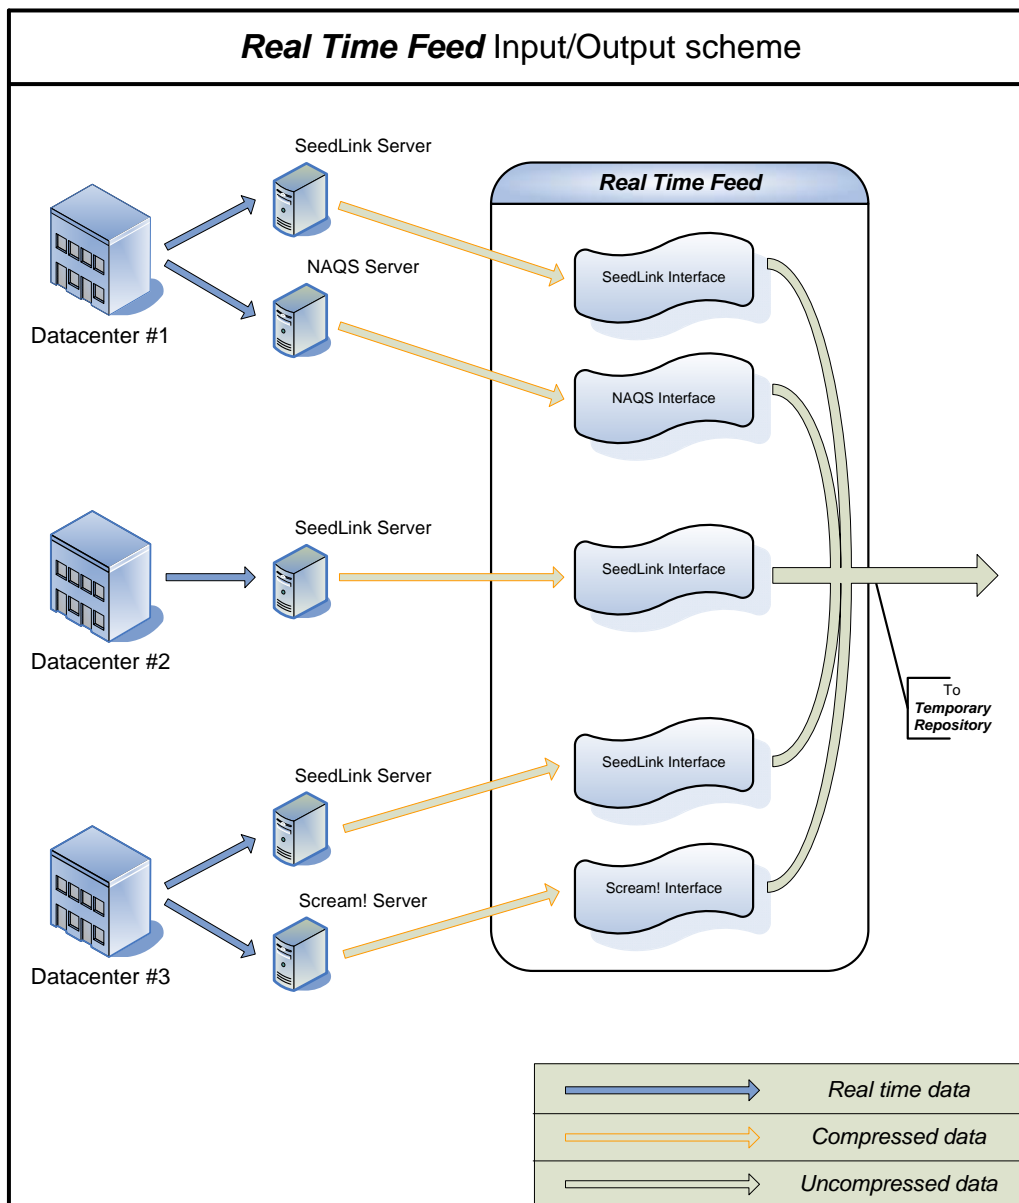 Real Time Feed Input/Output scheme
SeedLink Server
Real Time Feed
SeedLink Interface
NAQS Server
Datacenter #1
NAQS Interface
SeedLink Server
SeedLink Interface
Datacenter #2
To
Temporary
Repository
SeedLink Interface
SeedLink Server
Scream! Interface
Scream! Server
Datacenter #3
Real time data
Compressed data
Uncompressed data